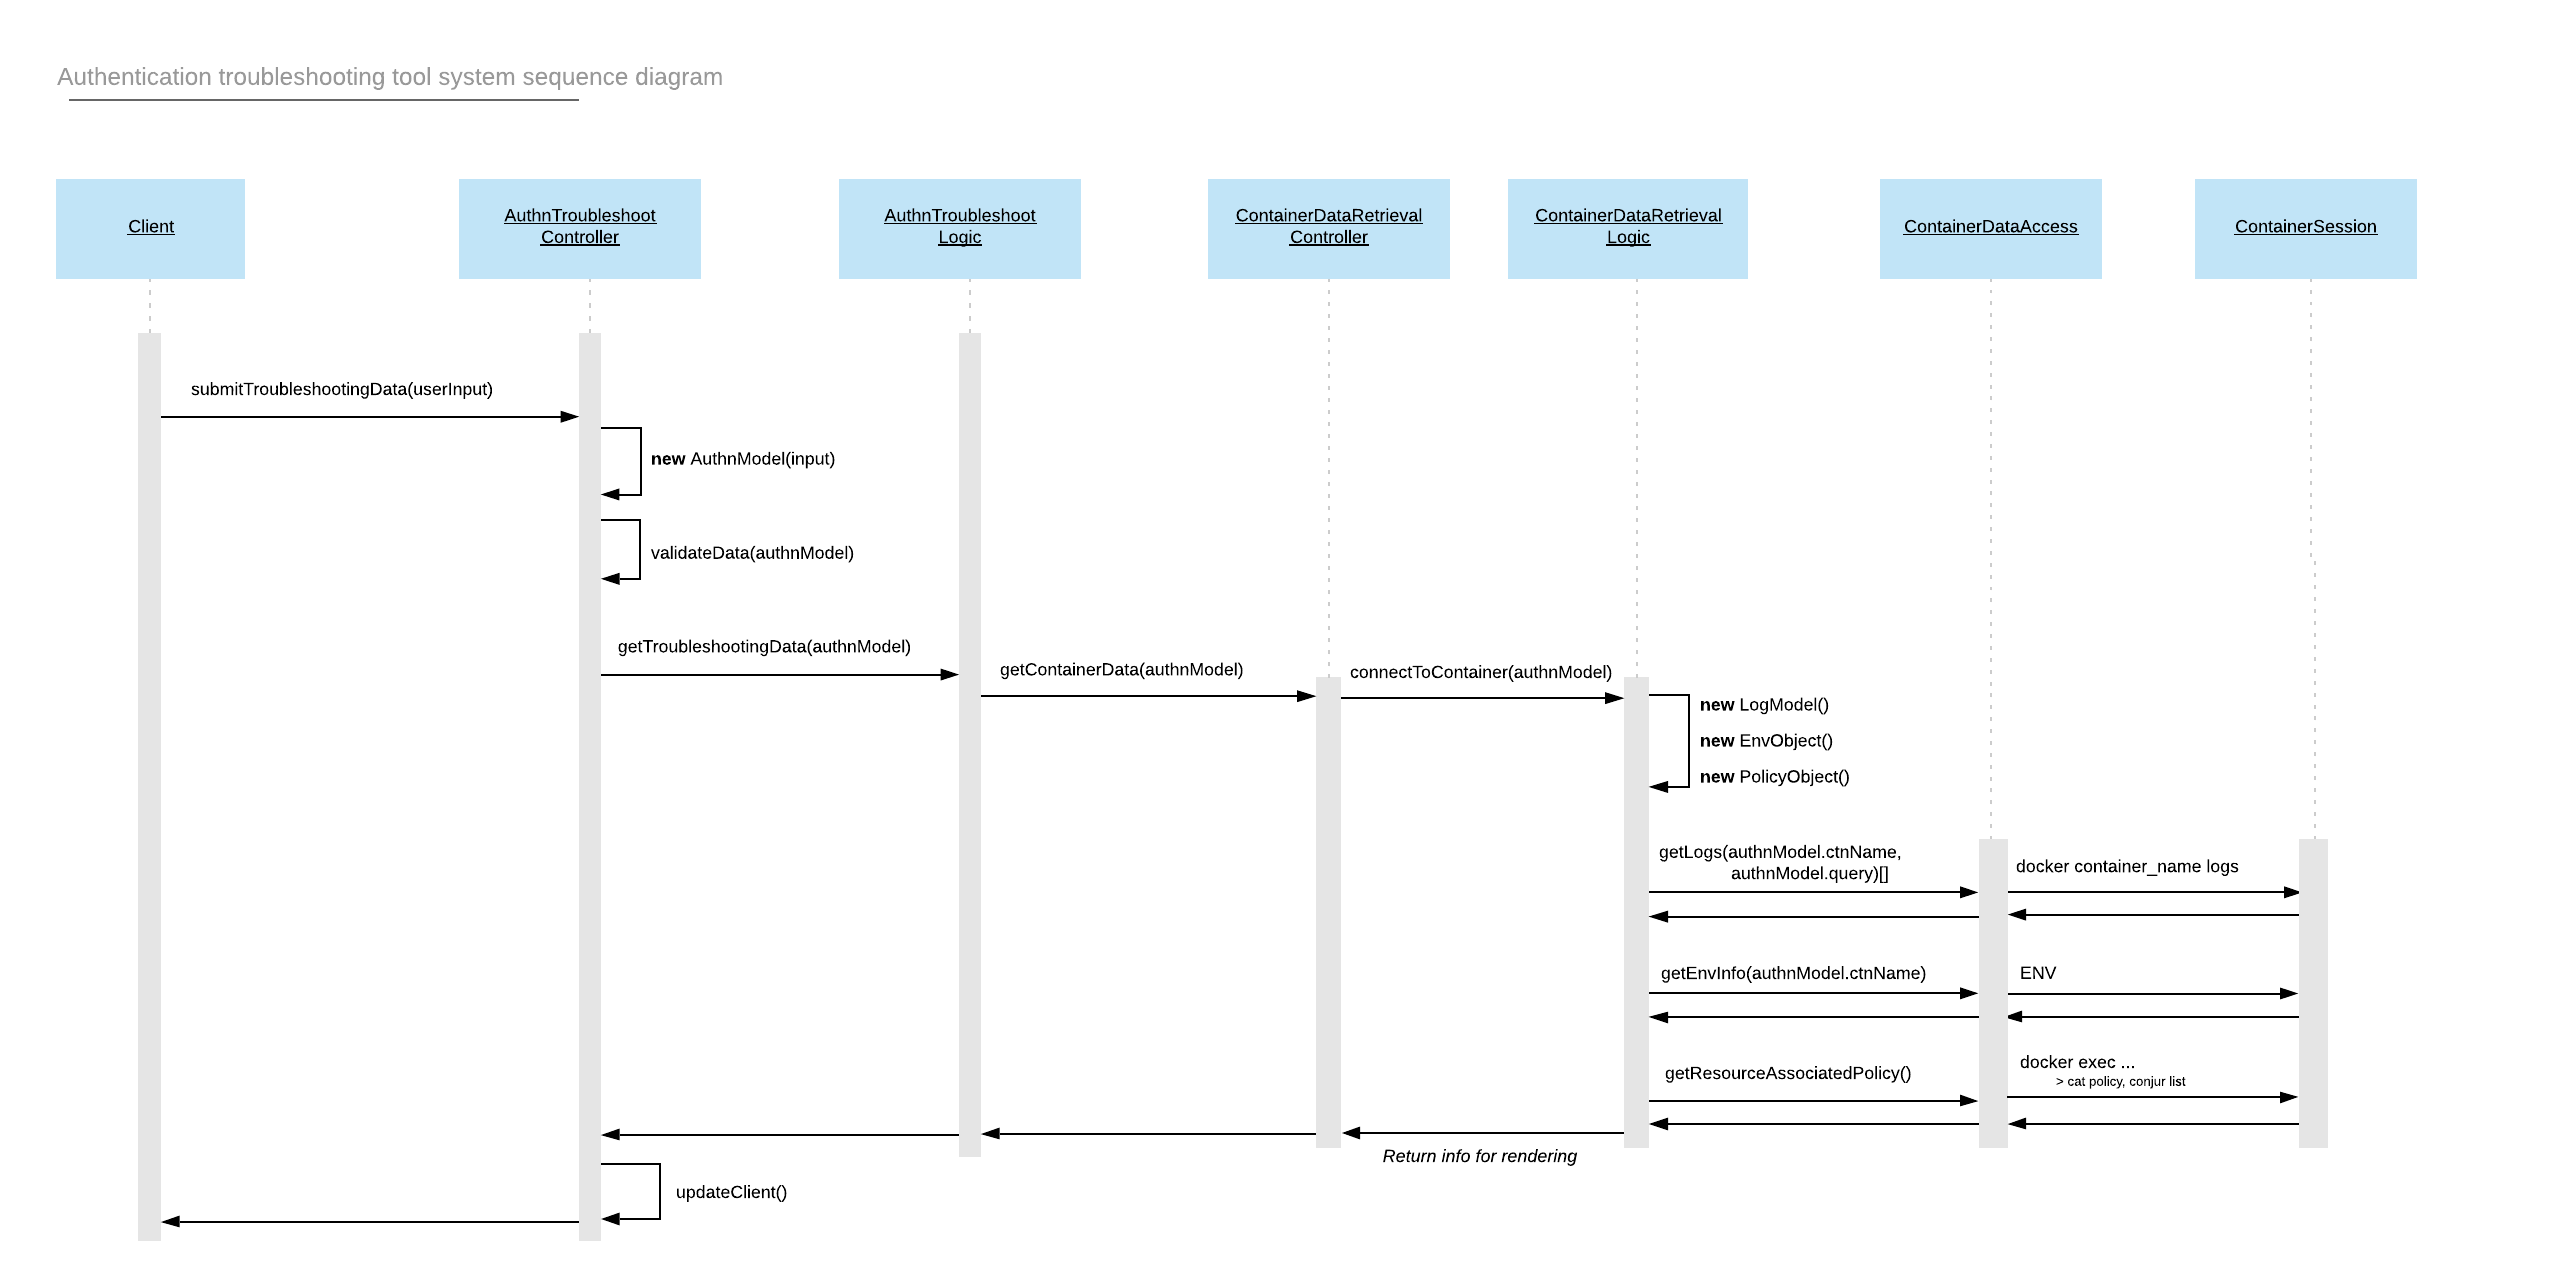 Authentication troubleshooting tool system sequence diagram
Client
AuthnTroubleshoot
Controller
AuthnTroubleshoot
Logic
ContainerDataRetrieval
Controller
ContainerDataRetrieval
Logic
ContainerDataAccess
ContainerSession
submitTroubleshootingData(userInput)
new AuthnModel(input)
validateData(authnModel)
getTroubleshootingData(authnModel)
getContainerData(authnModel)
connectToContainer(authnModel)
new LogModel()
new EnvObject()
new PolicyObject()
getLogs(authnModel.ctnName,
authnModel.query)[]
docker container_name logs
getEnvInfo(authnModel.ctnName)
ENV
getResourceAssociatedPolicy()
docker exec ...
> cat policy, conjur list
Return info for rendering
updateClient()